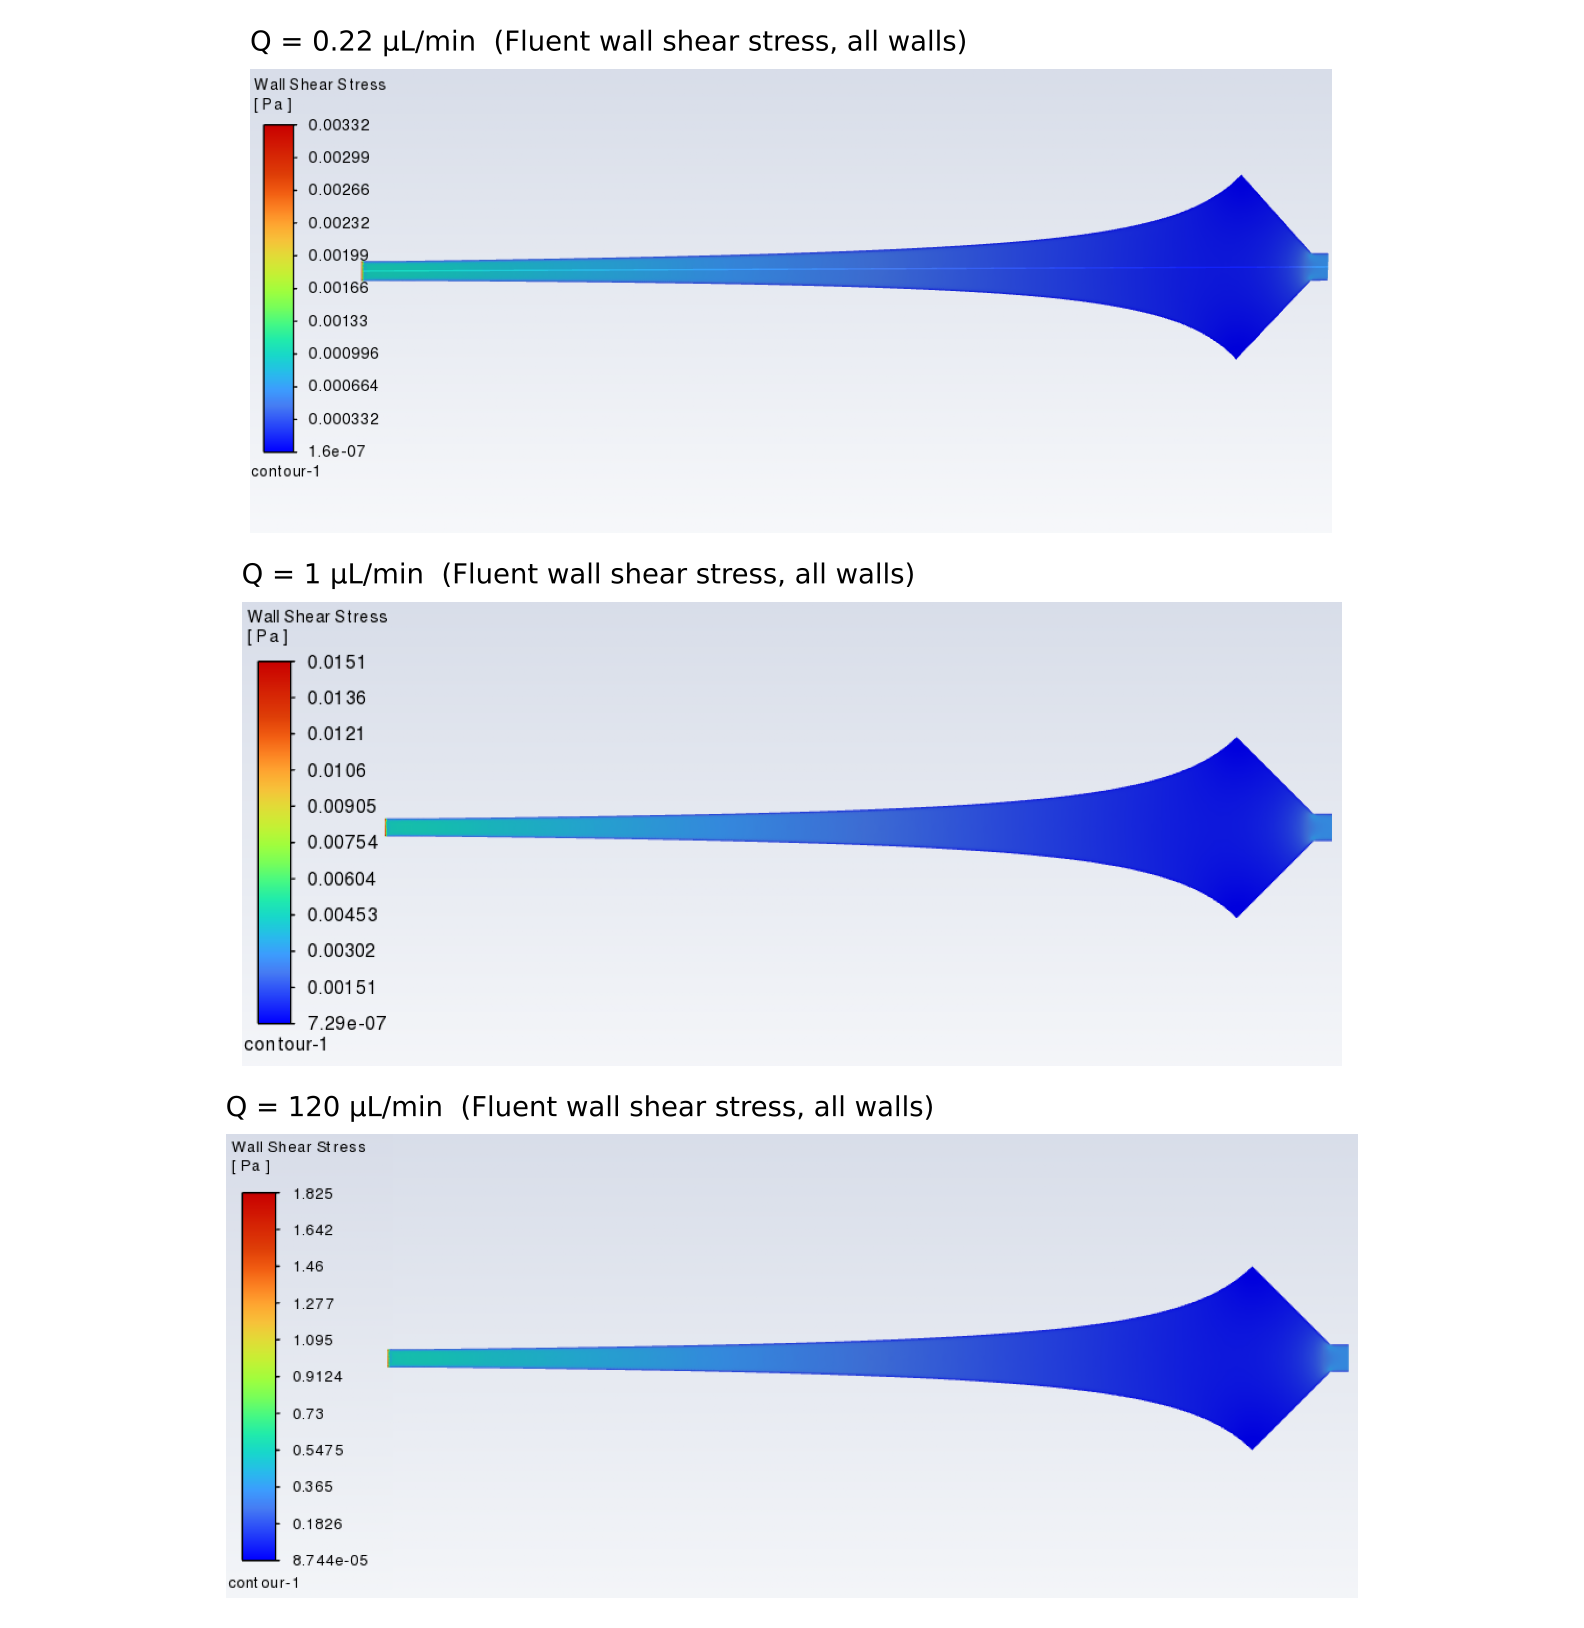 Q = 0.22 µL/min (Fluent wall shear stress, all walls)
Wall Shear Stress
[ Pa ]
0.00332
0.00299
0.00266
0.00232
0.00199
0.00166
0.00133
0.000996
0.000664
0.000332
1.6e-07
contour-1
Q = 1 µL/min (Fluent wall shear stress, all walls)
Wall Shear Stress
[ Pa ]
0.0151
0.0136
0.0121
0.0106
0.00905
0.00754
0.00604
0.00453
0.00302
0.00151
7.29e-07
contour-1
Q = 120 µL/min (Fluent wall shear stress, all walls)
Wall Shear Stress
[ Pa ]
1.825
1.642
1.46
1.277
1.095
0.9124
0.73
0.5475
0.365
0.1826
8.744e-05
contour-1